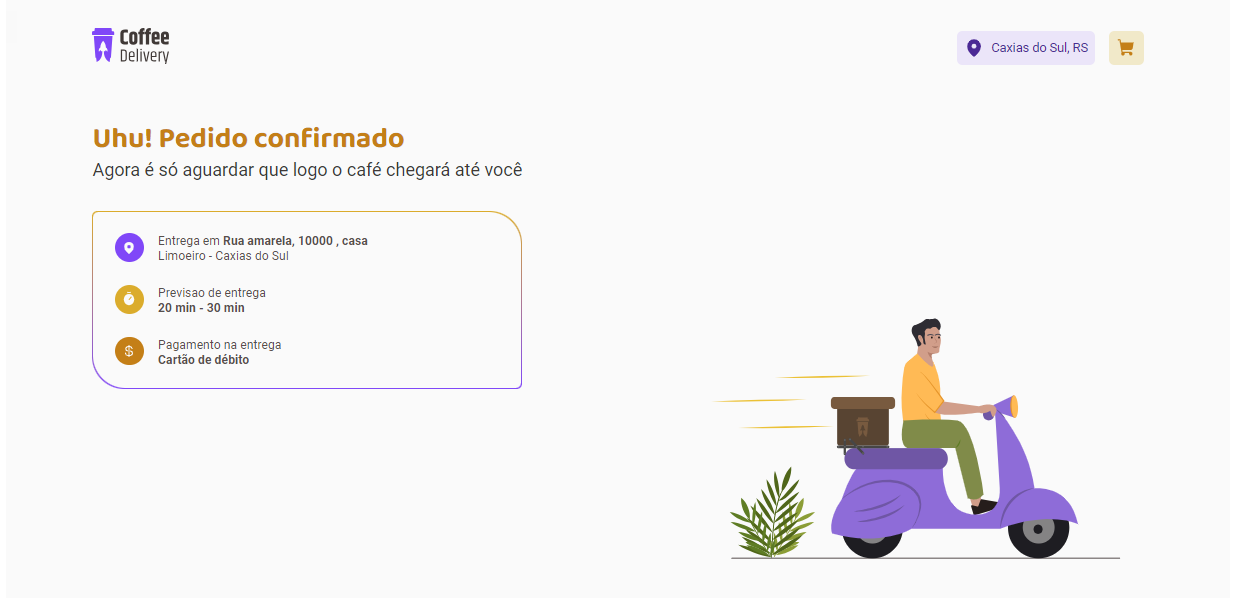 Coffee
Delivery
Caxias do Sul, RS
Uhu! Pedido confirmado
Agora é só aguardar que logo o café chegará até você
Entrega em Rua amarela, 10000 , casa
Limoeiro - Caxias do Sul
Previsao de entrega
20 min - 30 min
$
Pagamento na entrega
Cartão de débito